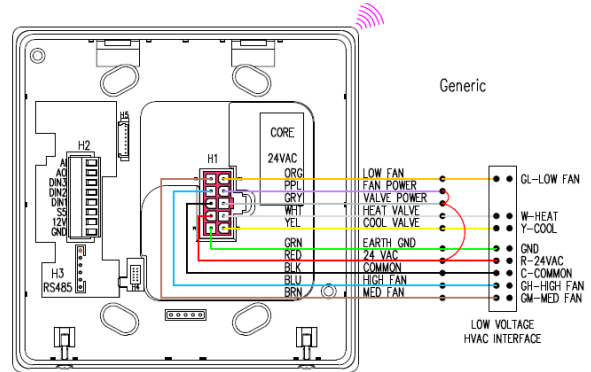 Generic
H5
H2
AI
AO
DIN3
DIN2
DIN1
S5
12V
GND
H3
RS485
H4
H1
CORE
24VAC
ORG LOW FAN GL-LOW FAN
PPL FAN POWER
GRY VALVE POWER
WHT HEAT VALVE W-HEAT
YEL COOL VALVE Y-COOL
GRN EARTH GND GND
RED 24 VAC R-24VAC
BLK COMMON C-COMMON
BLU HIGH FAN GH-HIGH FAN
BRN MED FAN GM-MED FAN
LOW VOLTAGE
HVAC INTERFACE